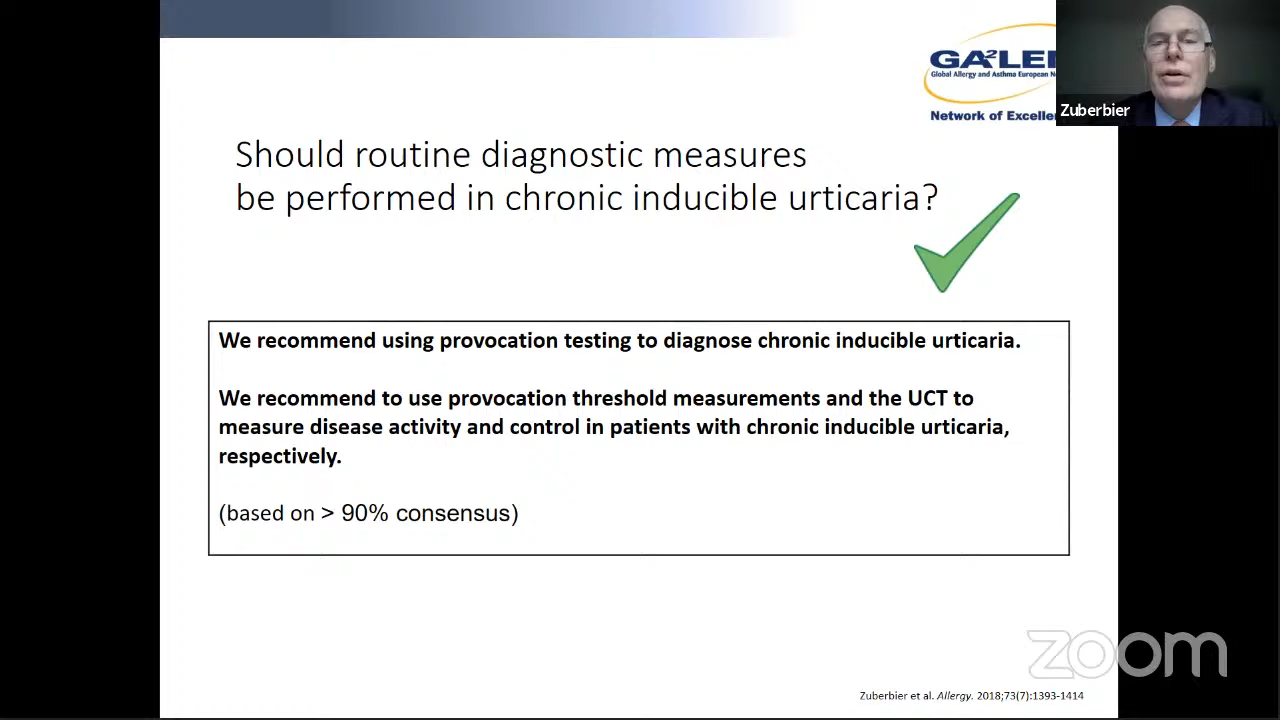 GA²LE
Global Allergy and Asthma European
Network of
Zuberbier
Should routine diagnostic measures
be performed in chronic inducible urticaria?
We recommend using provocation testing to diagnose chronic inducible urticaria.
We recommend to use provocation threshold measurements and the UCT to
measure disease activity and control in patients with chronic inducible urticaria,
respectively.
(based on > 90% consensus)
zoom
Zuberbier et al. Allergy. 2018;73(7):1393-1414